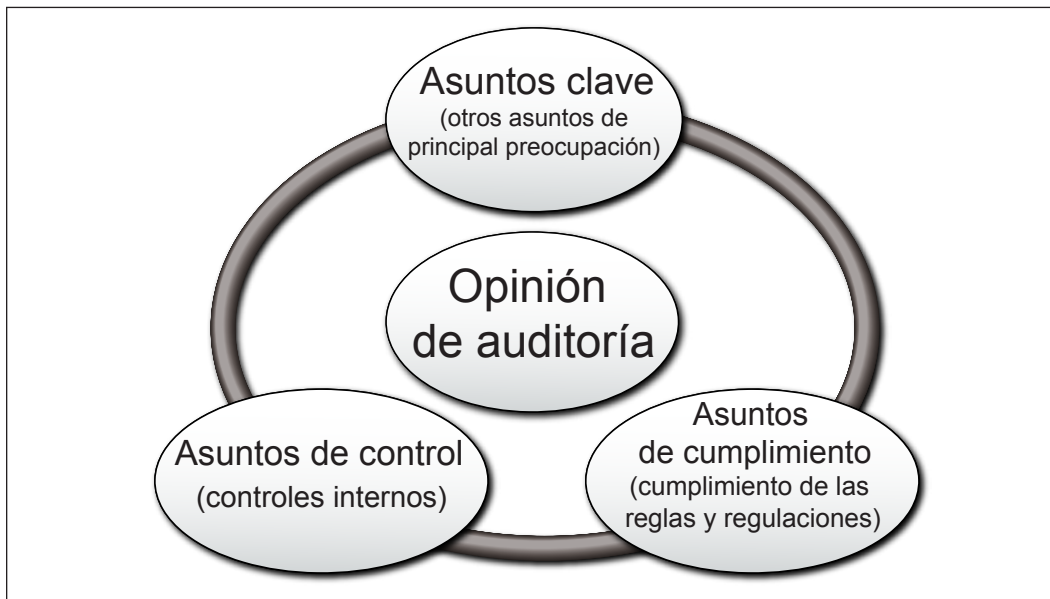 Asuntos clave
(otros asuntos de
principal preocupación)
Opinión
de auditoría
Asuntos de control
(controles internos)
Asuntos
de cumplimiento
(cumplimiento de las
reglas y regulaciones)